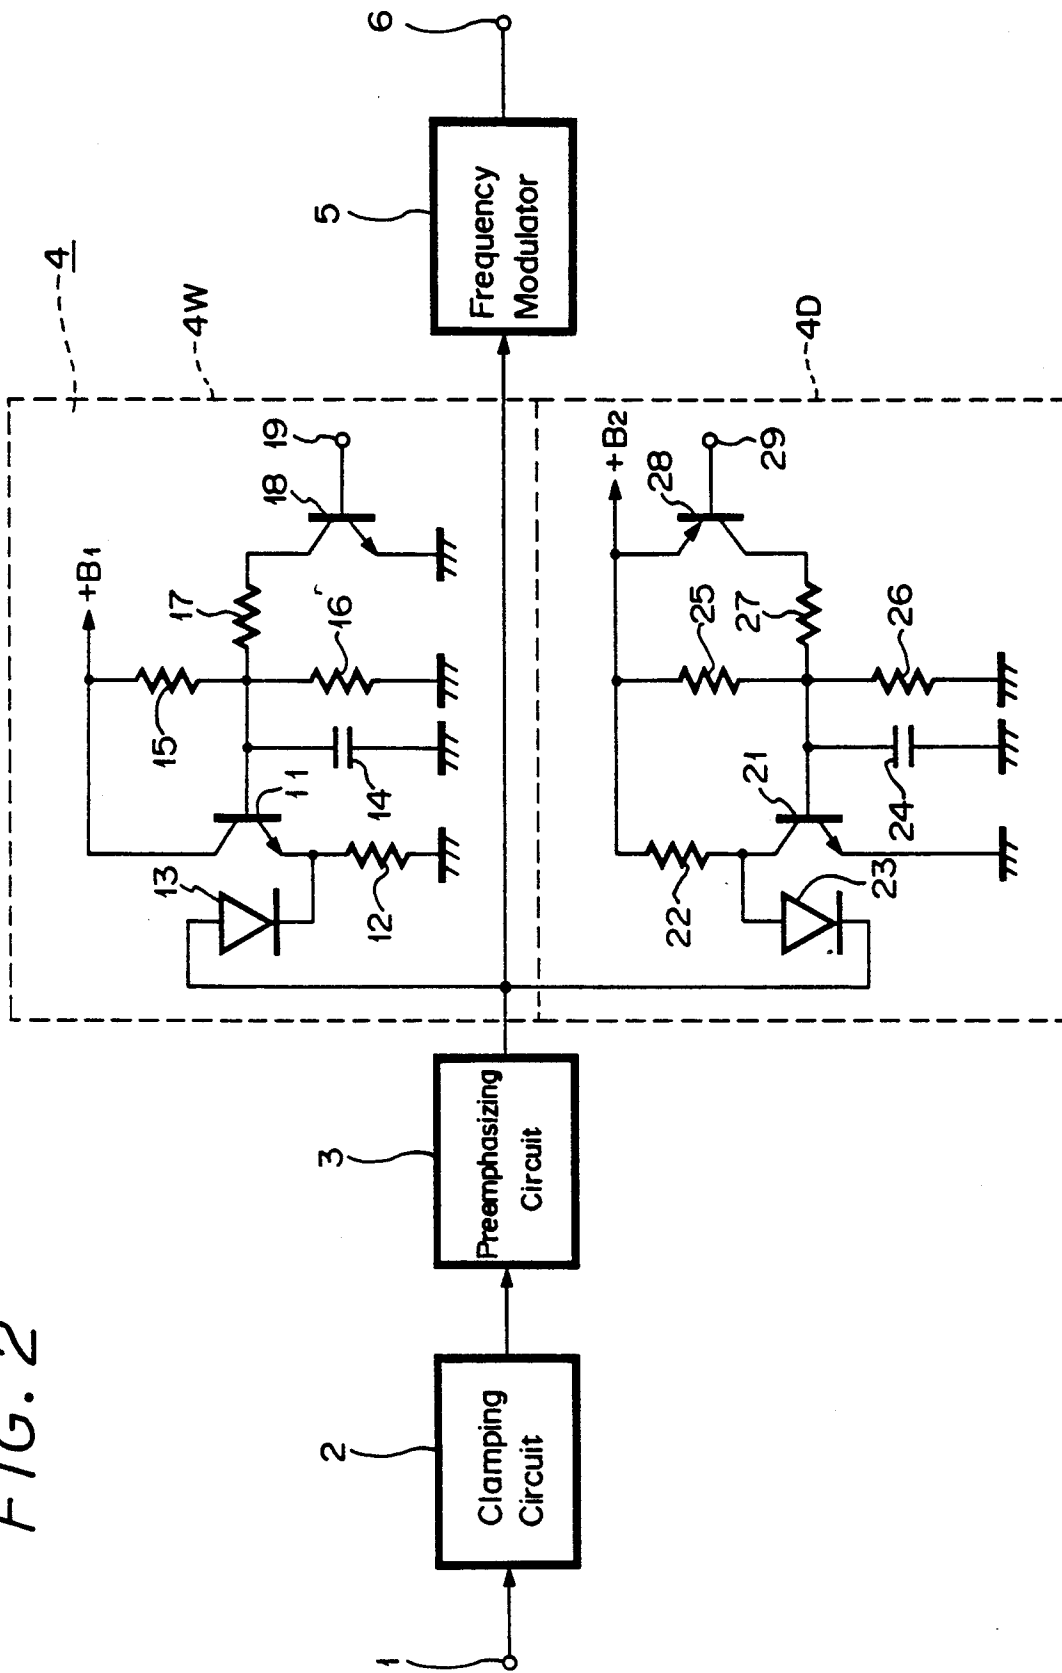 FIG. 2
4
4W
+B1
15
17
18
19
16
11
14
13
12
1
2
Clamping
Circuit
3
Preemphasizing
Circuit
5
Frequency
Modulator
6
4D
+B2
22
25
28
27
29
21
26
24
23